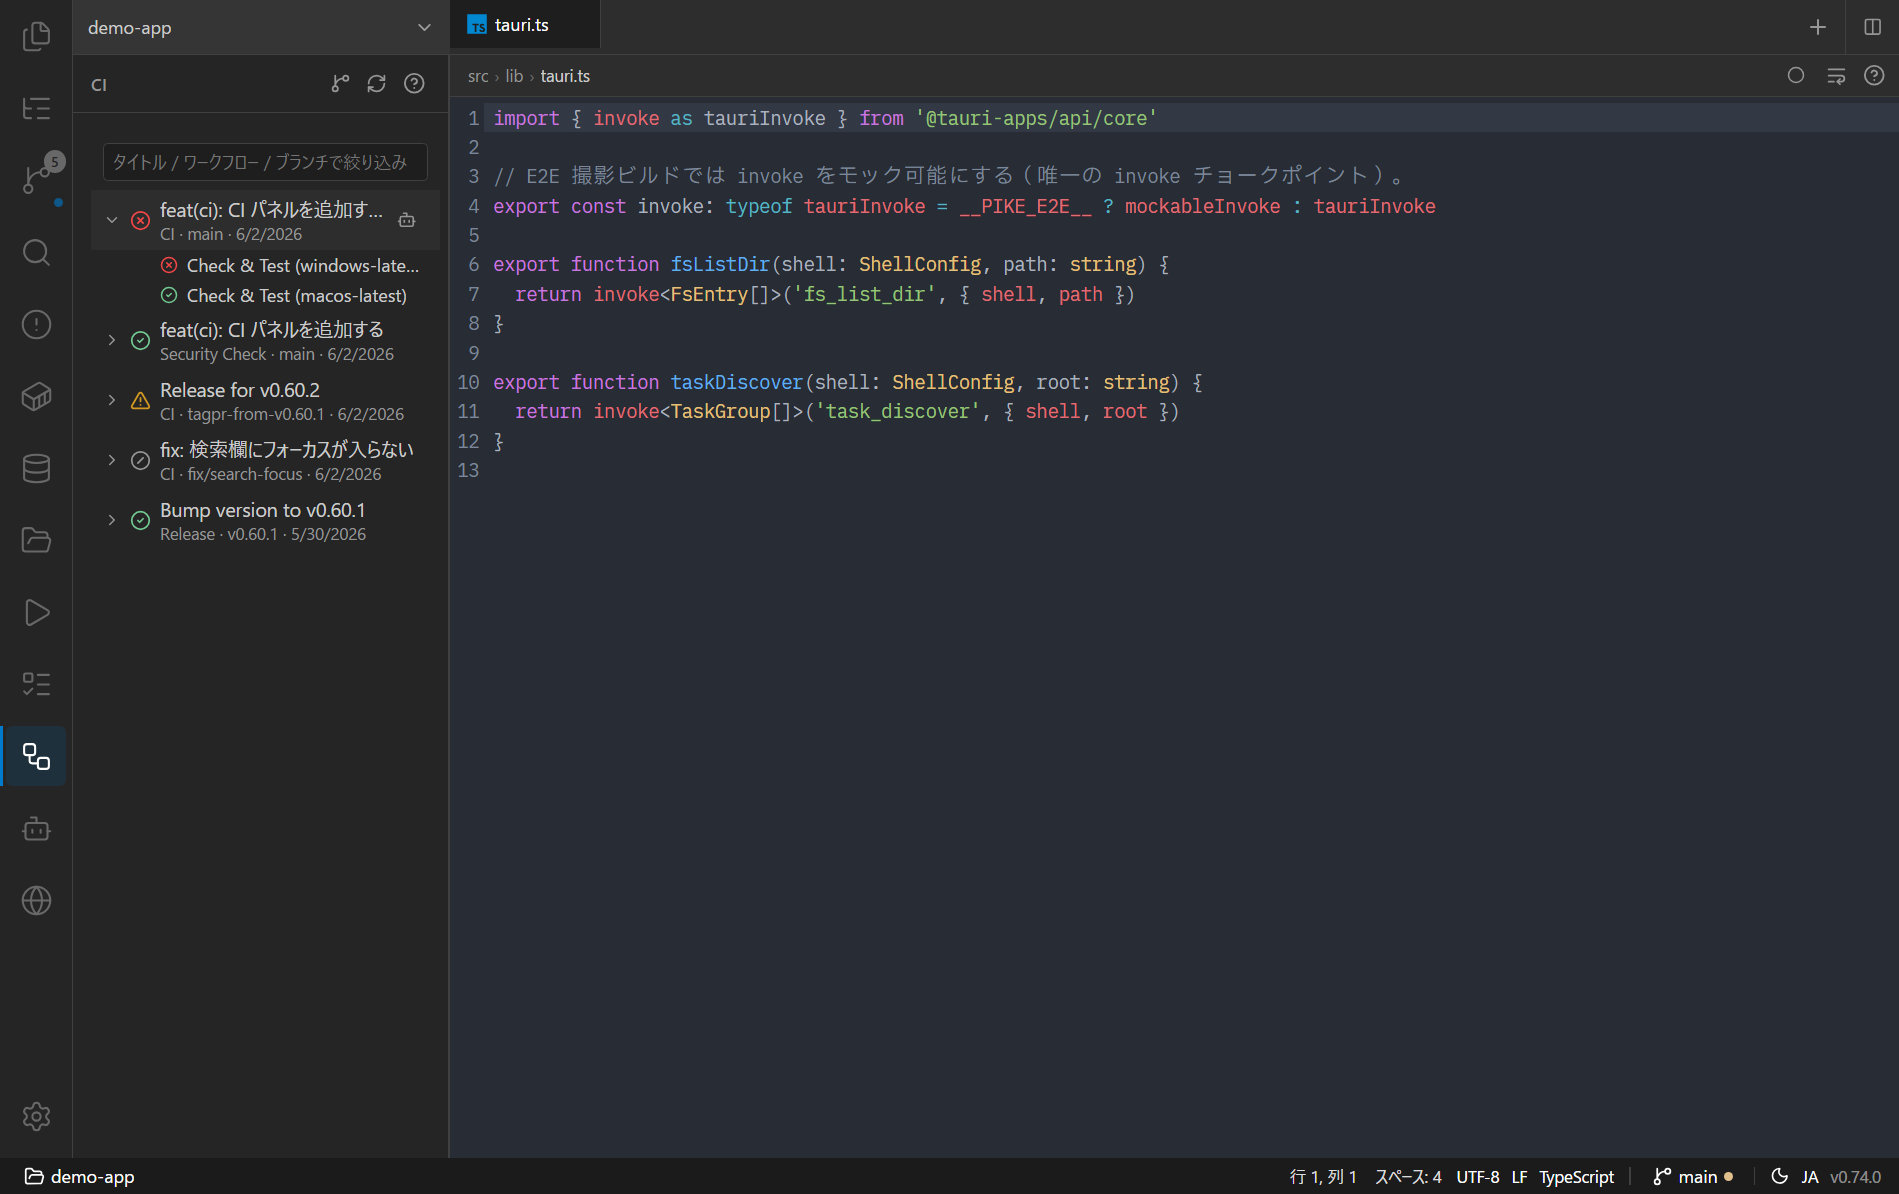 demo-app
tauri.ts
CI
src › lib › tauri.ts
5
タイトル / ワークフロー / ブランチで絞り込み
feat(ci): CI パネルを追加す...
CI · main · 6/2/2026
Check & Test (windows-late...
Check & Test (macos-latest)
feat(ci): CI パネルを追加する
Security Check · main · 6/2/2026
Release for v0.60.2
CI · tagpr-from-v0.60.1 · 6/2/2026
fix: 検索欄にフォーカスが入らない
CI · fix/search-focus · 6/2/2026
Bump version to v0.60.1
Release · v0.60.1 · 5/30/2026
1 import { invoke as tauriInvoke } from '@tauri-apps/api/core'
2
3 // E2E 撮影ビルドでは invoke をモック可能にする（唯一の invoke チョークポイント）。
4 export const invoke: typeof tauriInvoke = __PIKE_E2E__ ? mockableInvoke : tauriInvoke
5
6 export function fsListDir(shell: ShellConfig, path: string) {
7   return invoke<FsEntry[]>('fs_list_dir', { shell, path })
8 }
9
10 export function taskDiscover(shell: ShellConfig, root: string) {
11   return invoke<TaskGroup[]>('task_discover', { shell, root })
12 }
13
demo-app
行 1, 列 1 スペース: 4 UTF-8 LF TypeScript main JA v0.74.0